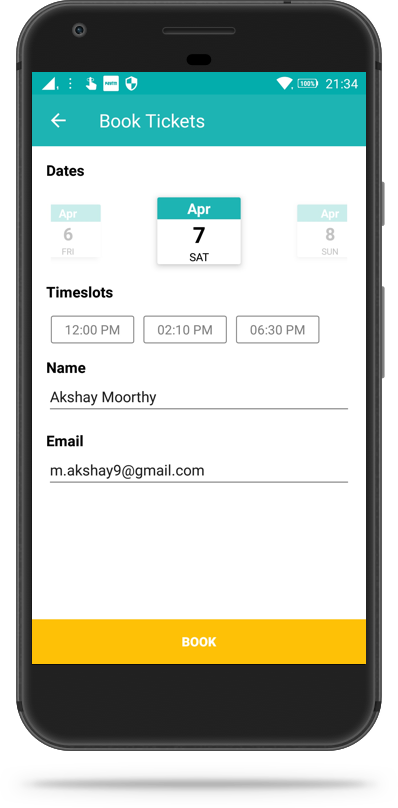 100% 21:34
Book Tickets
Dates
Apr Apr Apr
6 7 8
FRI SAT SUN
Timeslots
12:00 PM 02:10 PM 06:30 PM
Name
Akshay Moorthy
Email
m.akshay9@gmail.com
BOOK